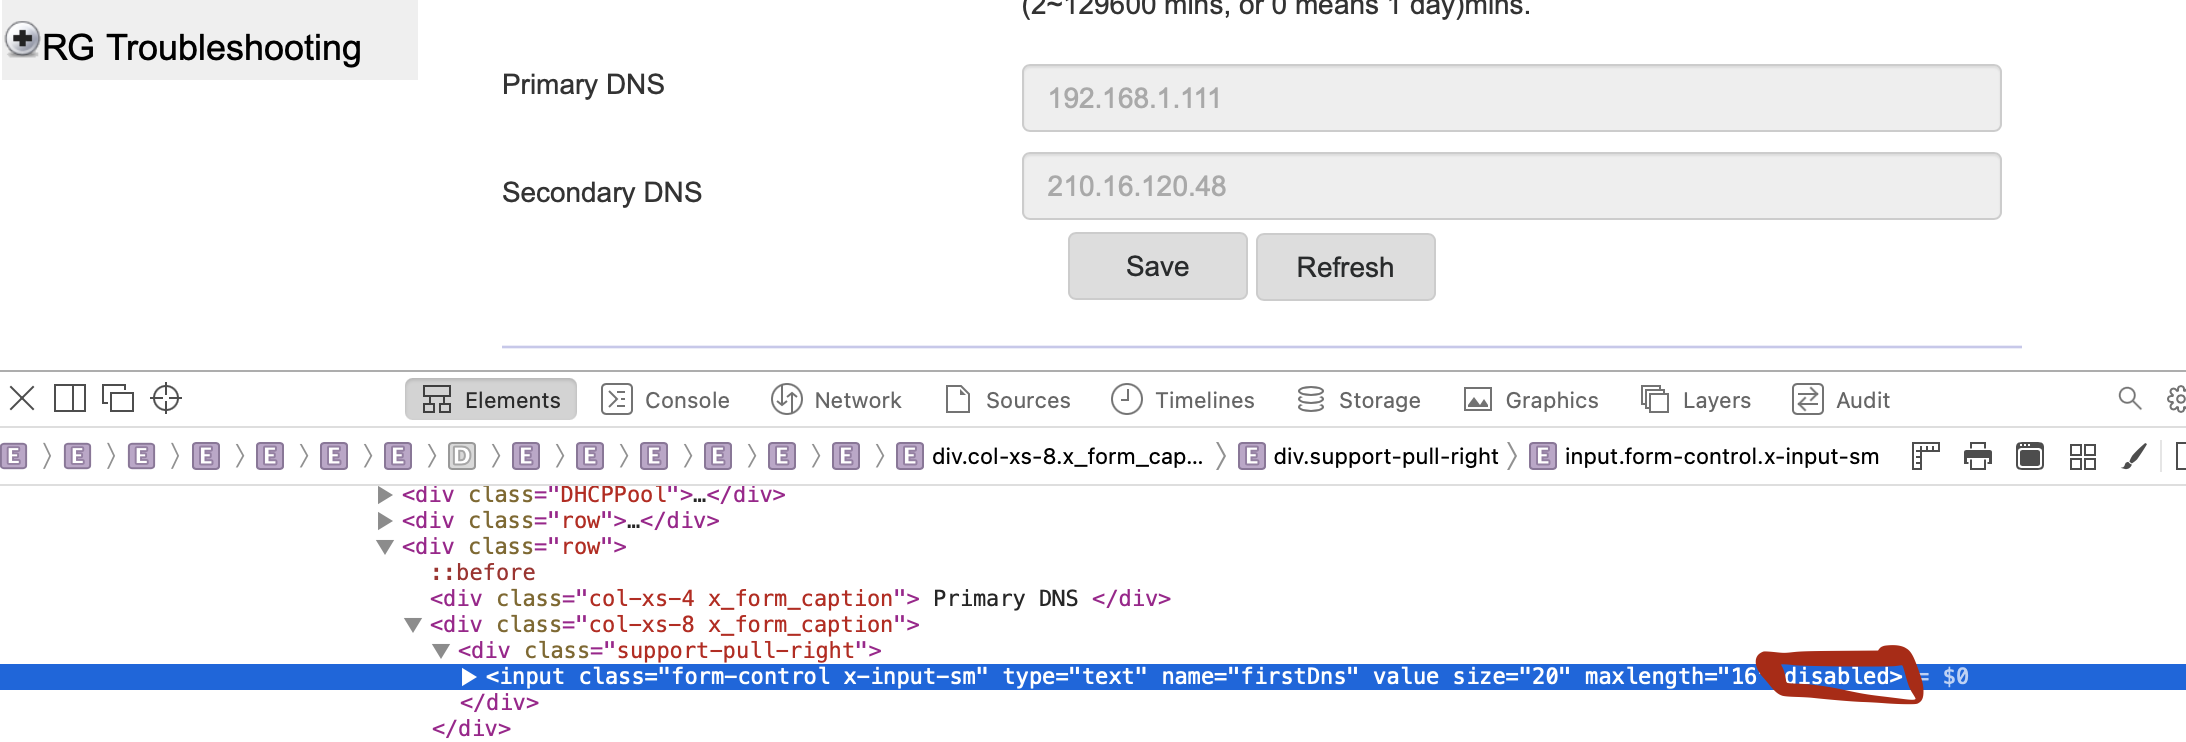 (2~129600 mins, or 0 means 1 day)mins.
RG Troubleshooting
Primary DNS
192.168.1.111
Secondary DNS
210.16.120.48
Save Refresh
Elements Console Network Sources Timelines Storage Graphics Layers Audit
E E E E E E E D E E E E E E E div.col-xs-8.x_form_cap... E div.support-pull-right E input.form-control.x-input-sm
<div class="DHCPPool">…</div>
<div class="row">…</div>
<div class="row">
::before
<div class="col-xs-4 x_form_caption"> Primary DNS </div>
<div class="col-xs-8 x_form_caption">
<div class="support-pull-right">
<input class="form-control x-input-sm" type="text" name="firstDns" value size="20" maxlength="16" disabled> = $0
</div>
</div>